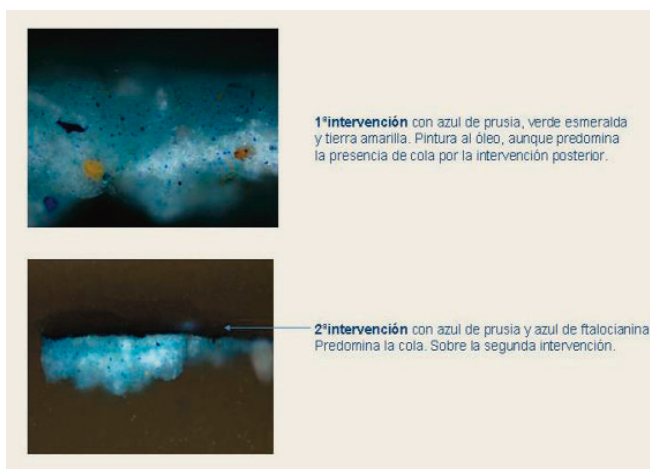 1ªintervención con azul de prusia, verde esmeralda
y tierra amarilla. Pintura al óleo, aunque predomina
la presencia de cola por la intervención posterior.
2ªintervención con azul de prusia y azul de ftalocianina
Predomina la cola. Sobre la segunda intervención.